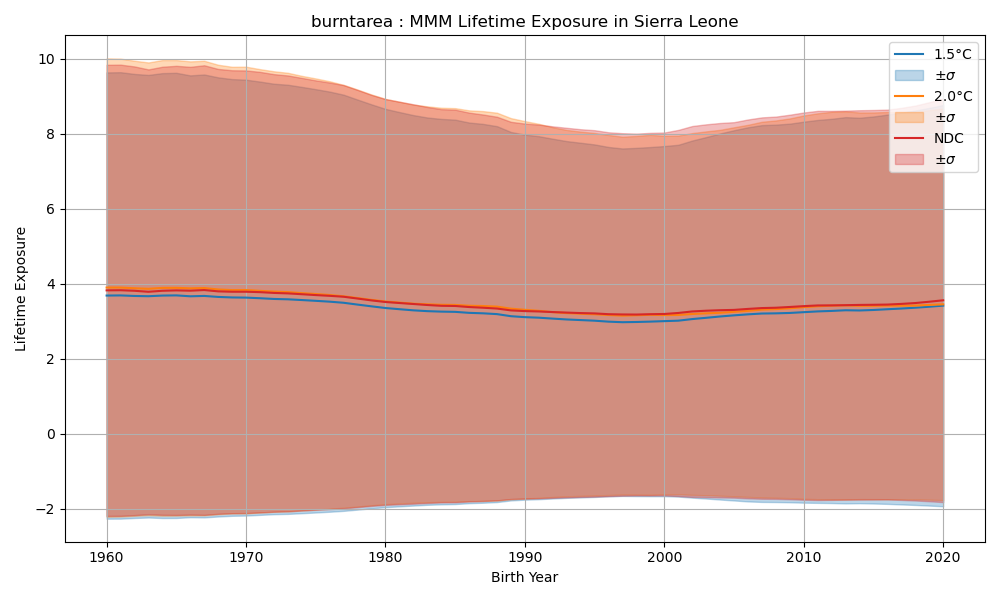 burntarea : MMM Lifetime Exposure in Sierra Leone
Lifetime Exposure
10
8
6
4
2
0
−2
1960
1970
1980
1990
2000
2010
2020
Birth Year
1.5°C
±σ
2.0°C
±σ
NDC
±σ